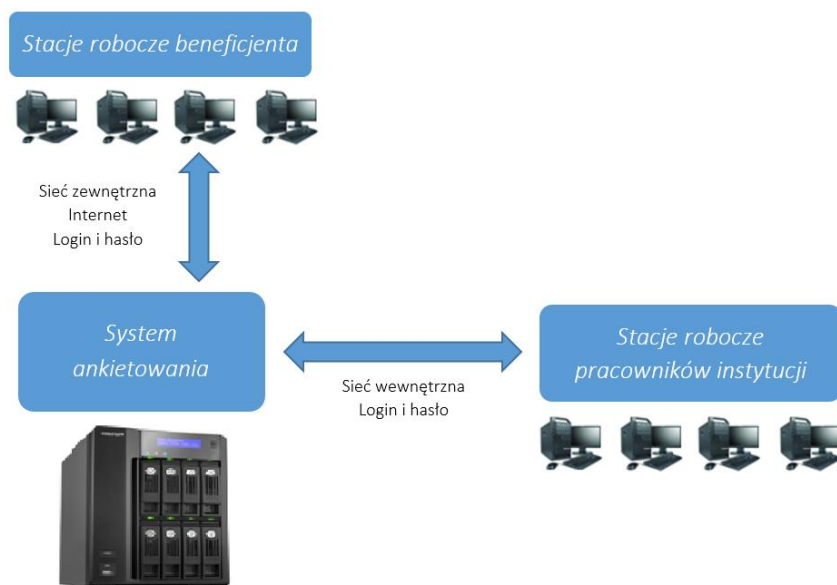 Stacje robocze beneficjenta
Sieć zewnętrzna
Internet
Login i hasło
System
ankietowania
Sieć wewnętrzna
Login i hasło
Stacje robocze
pracowników instytucji